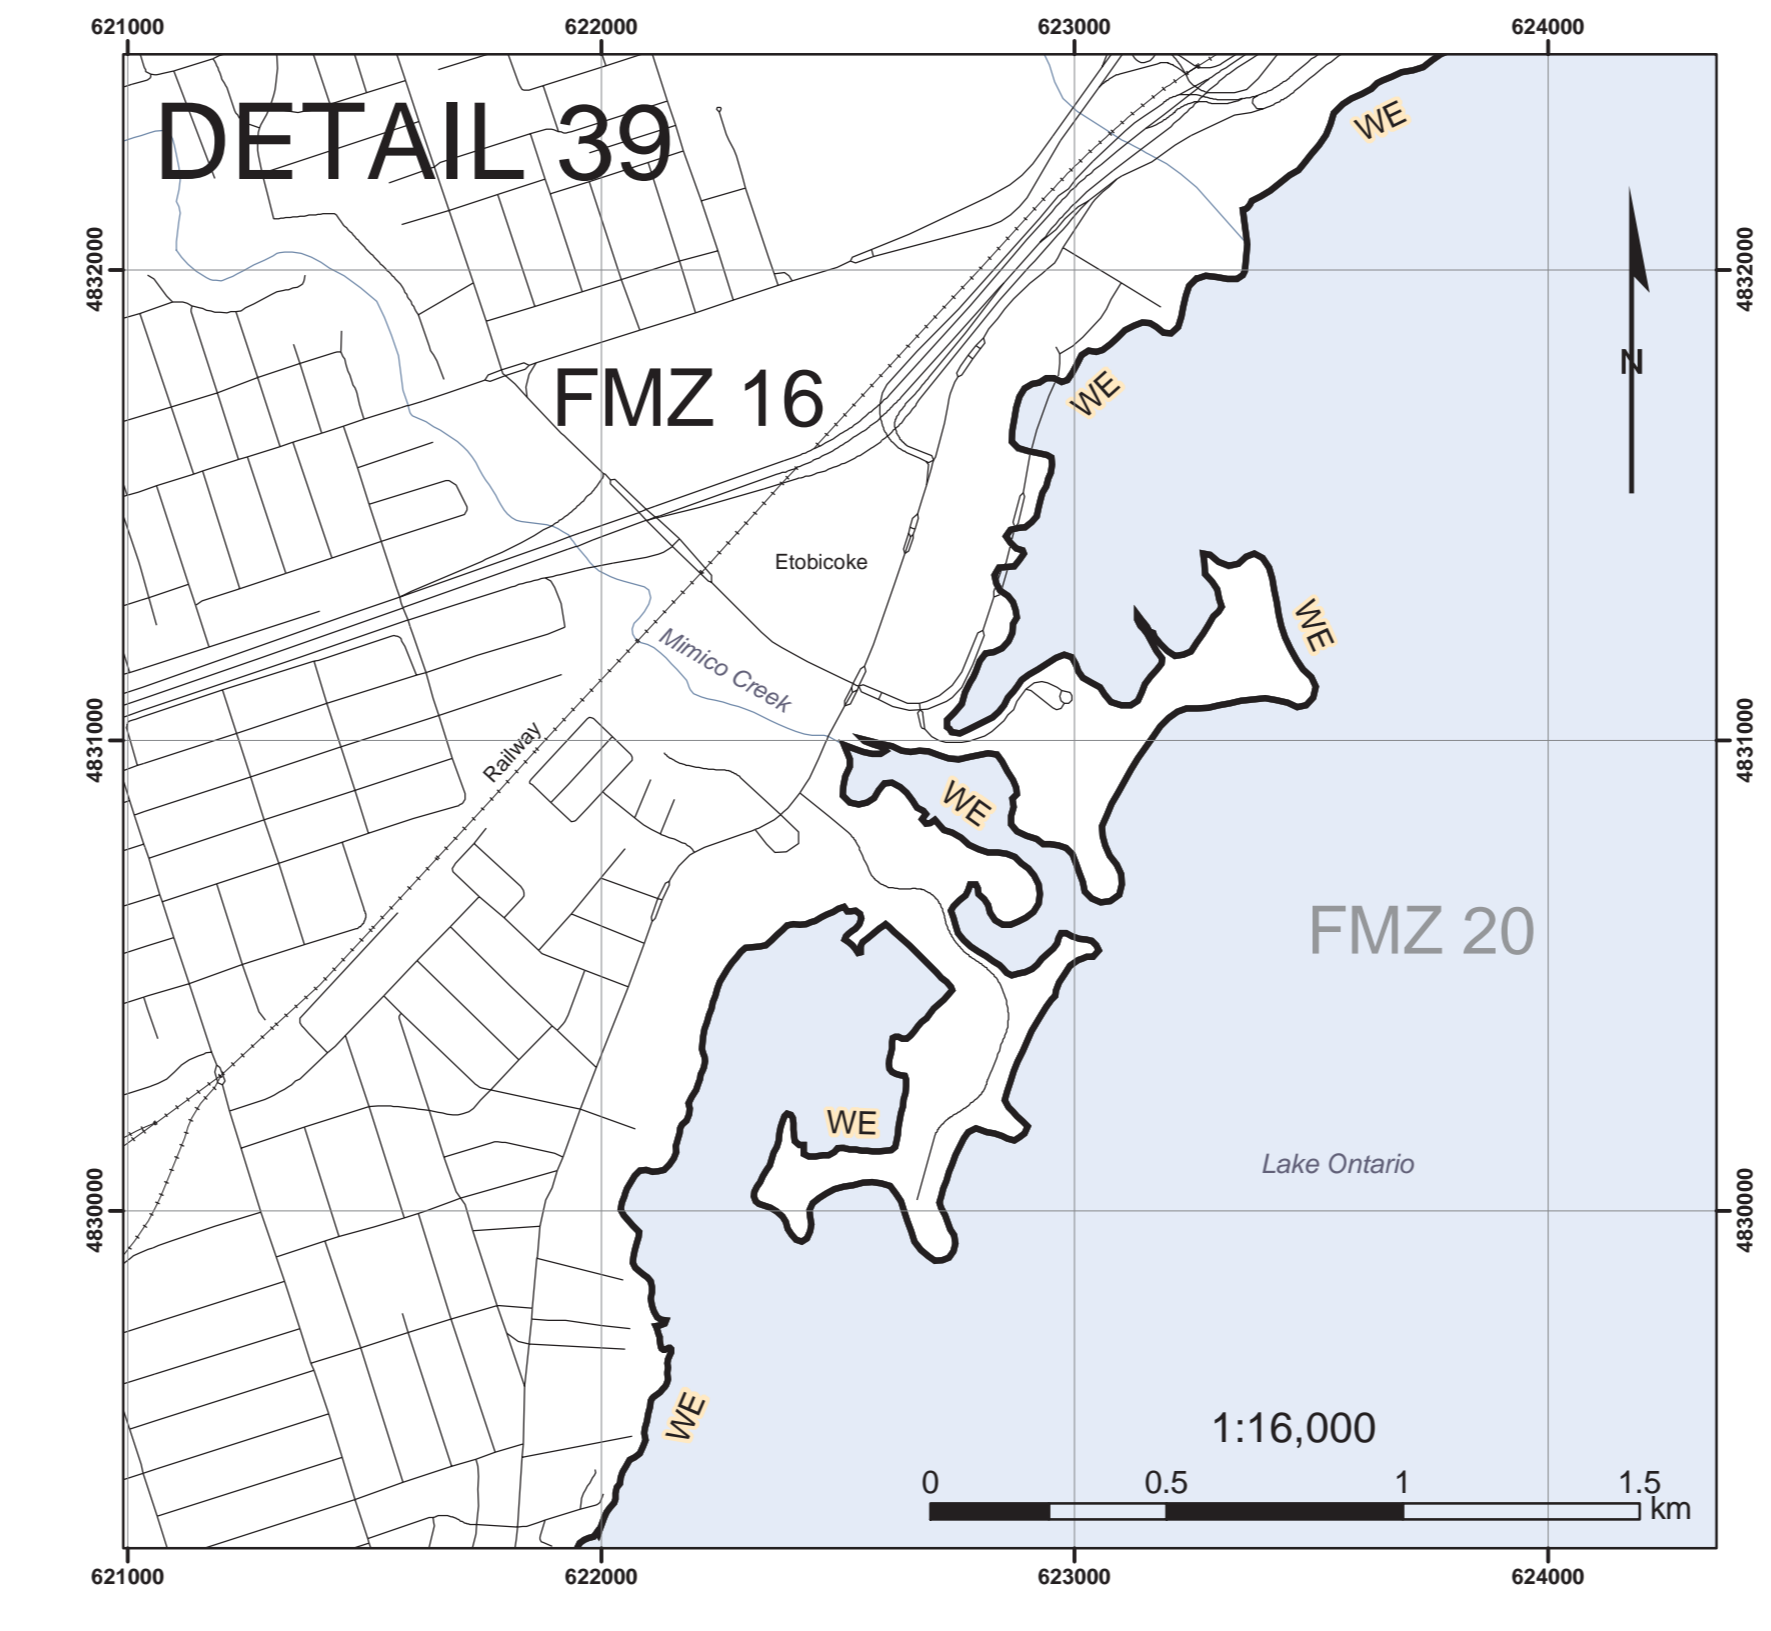 621000 622000 623000 624000
DETAIL 39
WE
4832000 4832000
N
FMZ 16
WE
Etobicoke
WE
Mimico Creek
4831000 4831000
Railway
WE
FMZ 20
WE
Lake Ontario
4830000 4830000
WE
1:16,000
0 0.5 1 1.5
km
621000 622000 623000 624000